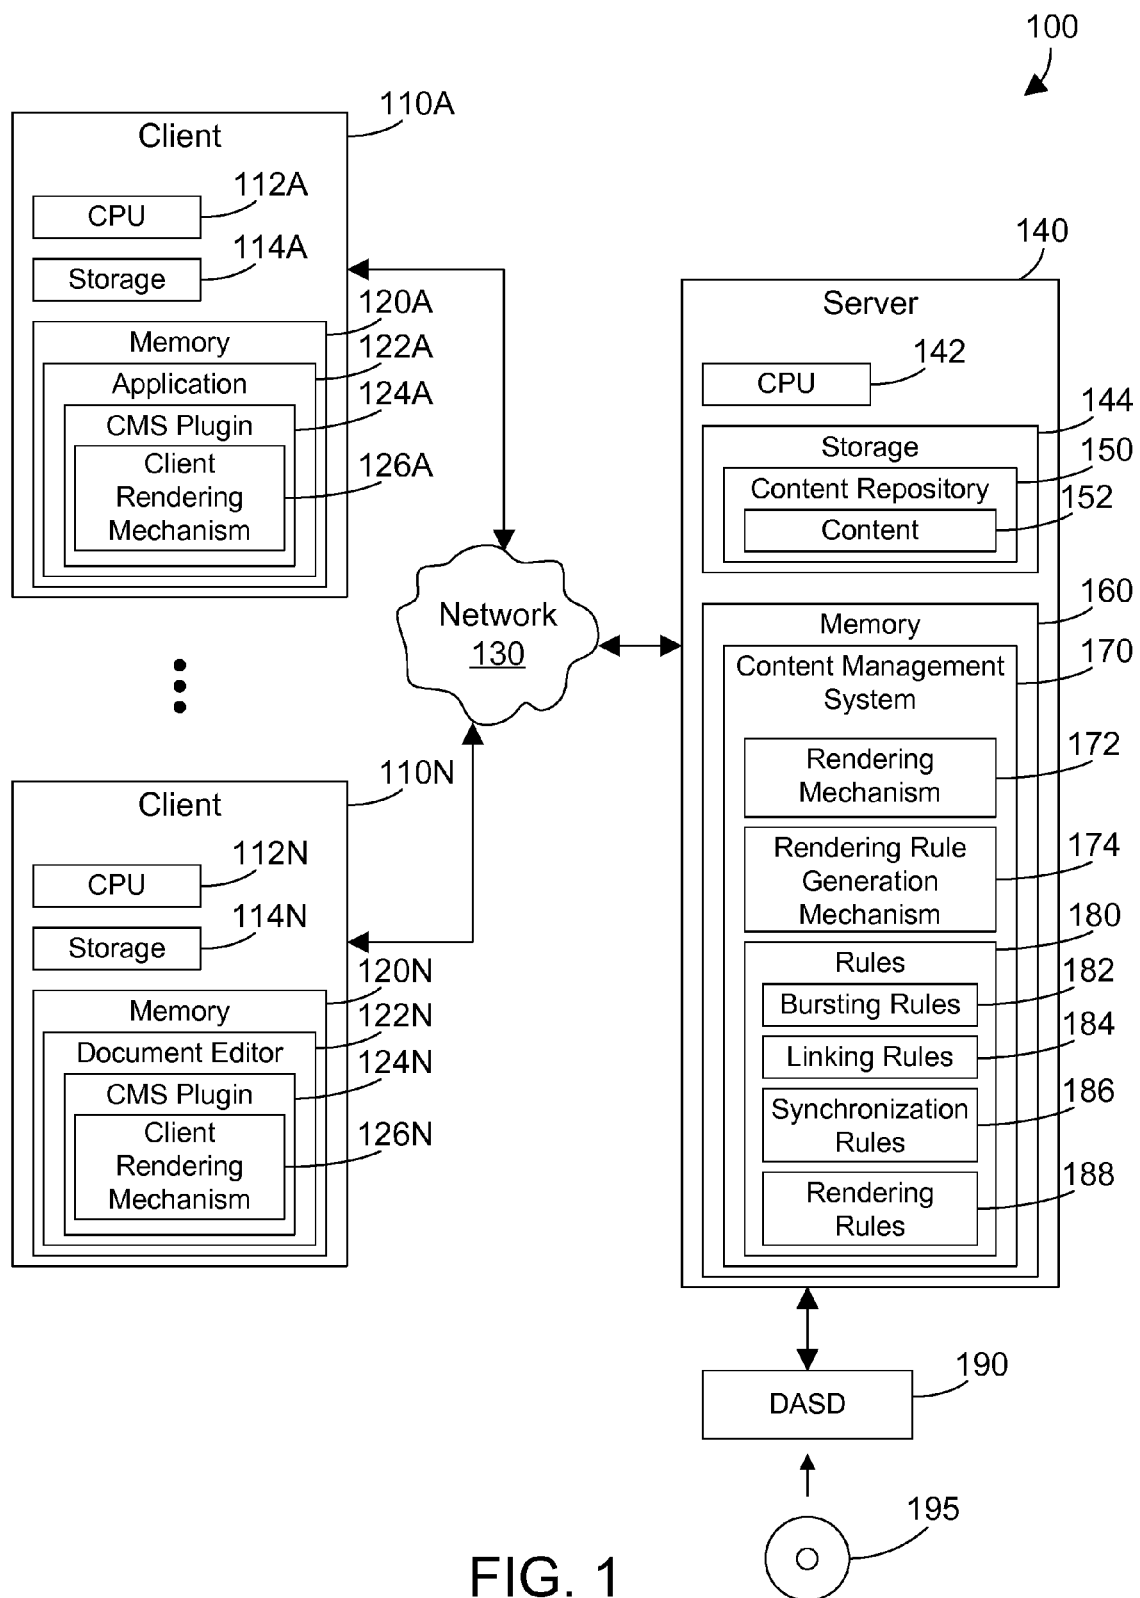 100
110A
Client
112A
CPU
114A
Storage
120A
Memory
122A
Application
124A
CMS Plugin
126A
Client
Rendering
Mechanism
Network
130
110N
Client
112N
CPU
114N
Storage
120N
Memory
122N
Document Editor
124N
CMS Plugin
126N
Client
Rendering
Mechanism
140
Server
142
CPU
144
Storage
150
Content Repository
152
Content
160
Memory
170
Content Management
System
172
Rendering
Mechanism
174
Rendering Rule
Generation
Mechanism
180
Rules
182
Bursting Rules
184
Linking Rules
186
Synchronization
Rules
188
Rendering
Rules
190
DASD
195
FIG. 1